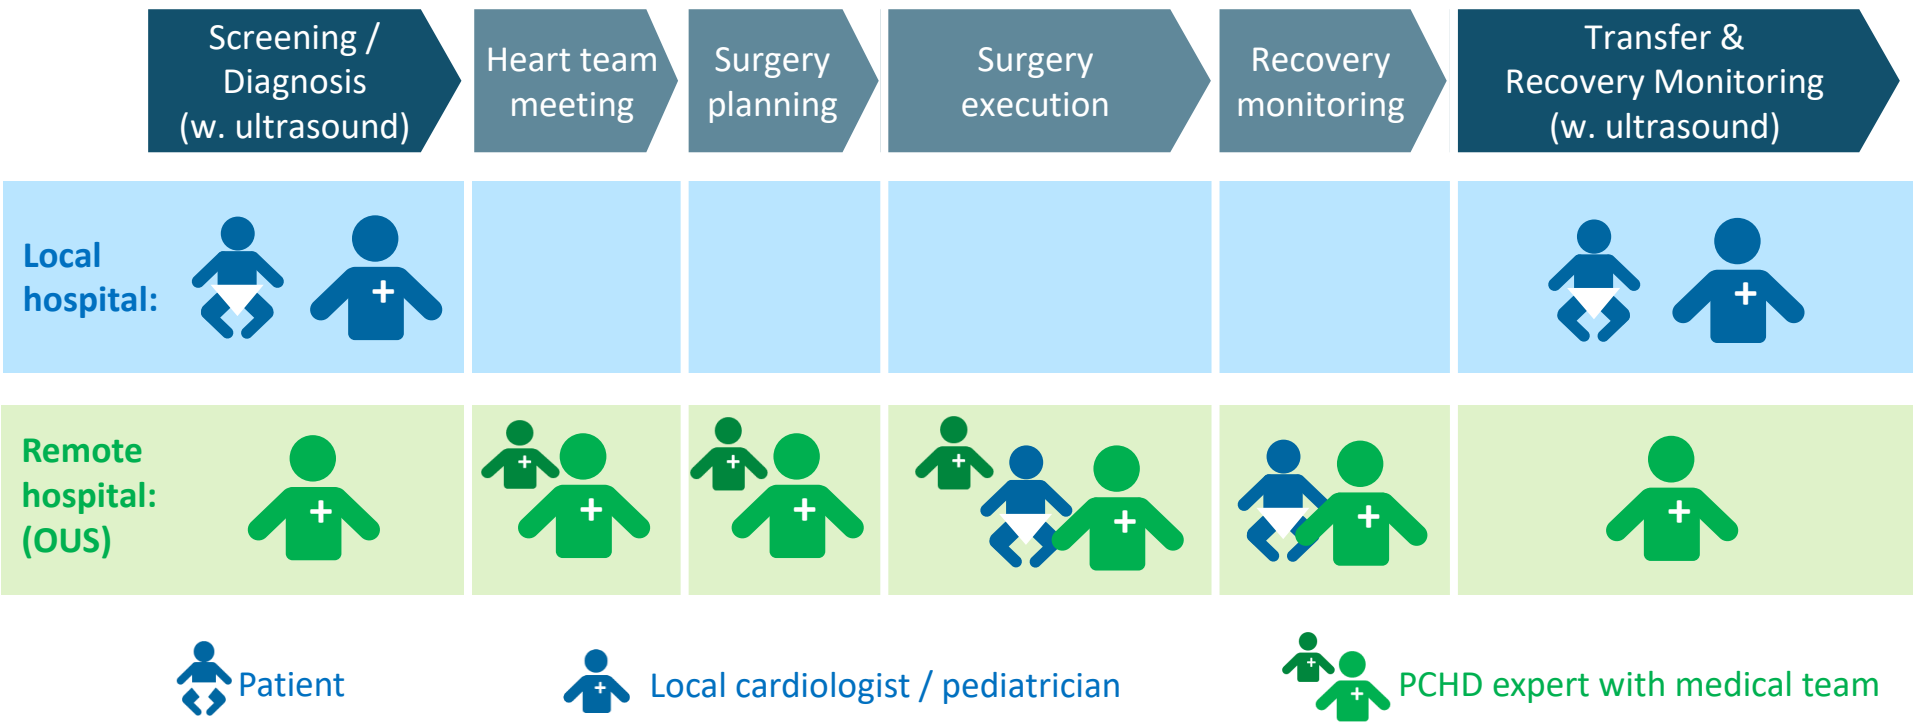 Screening /
Diagnosis
(w. ultrasound)
Heart team
meeting
Surgery
planning
Surgery
execution
Recovery
monitoring
Transfer &
Recovery Monitoring
(w. ultrasound)
Local
hospital:
Remote
hospital:
(OUS)
Patient
Local cardiologist / pediatrician
PCHD expert with medical team